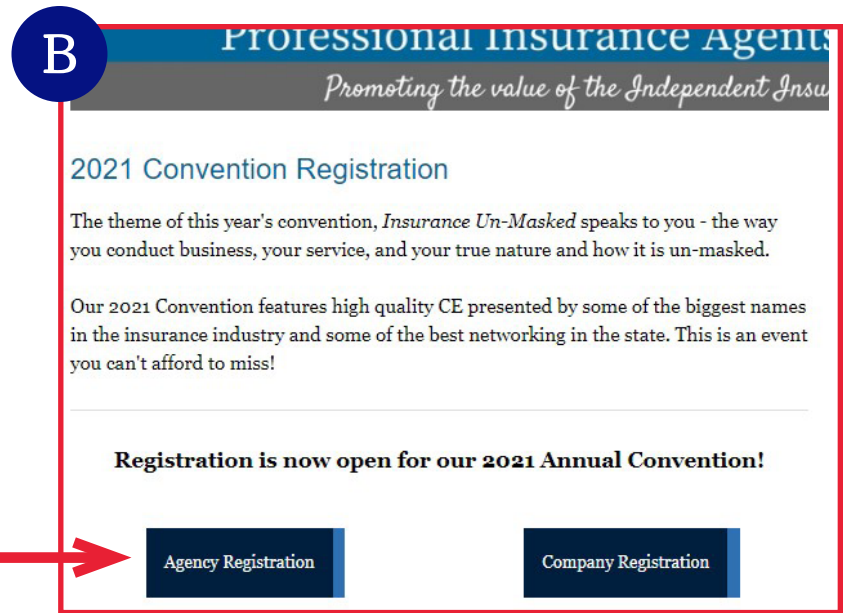 B
Professional Insurance Agents
Promoting the value of the Independent Insu
2021 Convention Registration
The theme of this year's convention, Insurance Un-Masked speaks to you - the way
you conduct business, your service, and your true nature and how it is un-masked.
Our 2021 Convention features high quality CE presented by some of the biggest names
in the insurance industry and some of the best networking in the state. This is an event
you can't afford to miss!
Registration is now open for our 2021 Annual Convention!
Agency Registration
Company Registration